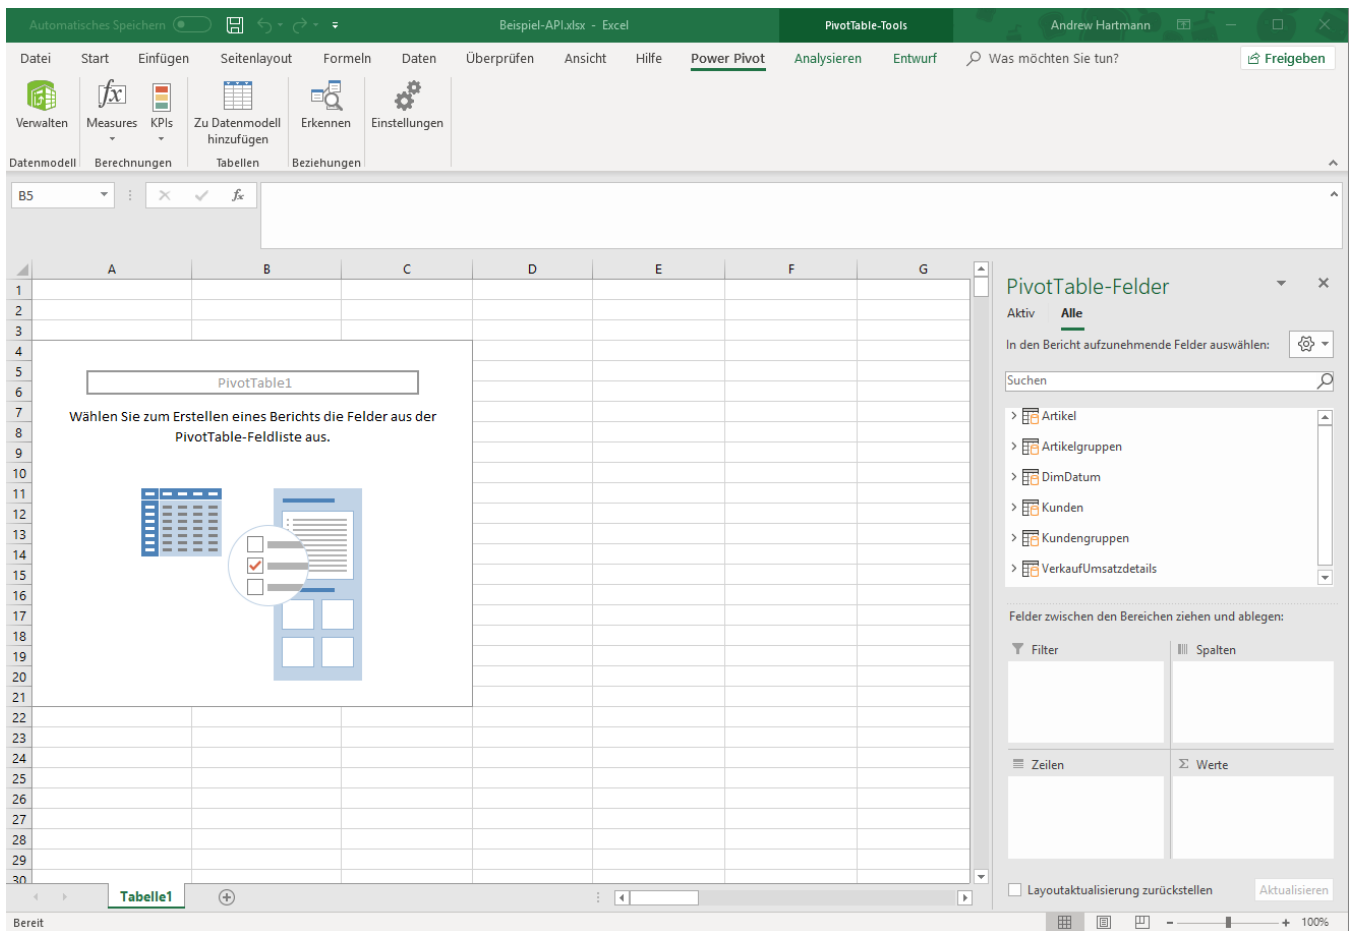 Automatisches Speichern
Beispiel-API.xlsx - Excel
PivotTable-Tools
Andrew Hartmann
Datei Start Einfügen Seitenlayout Formeln Daten Überprüfen Ansicht Hilfe Power Pivot Analysieren Entwurf Was möchten Sie tun? Freigeben
Verwalten Measures KPIs Zu Datenmodell Erkennen Einstellungen
hinzufügen
Datenmodell Berechnungen Tabellen Beziehungen
B5 fx
A B C D E F G
1
2
3
4
5
6
7
8
9
10
11
12
13
14
15
16
17
18
19
20
21
22
23
24
25
26
27
28
29
30
PivotTable1
Wählen Sie zum Erstellen eines Berichts die Felder aus der
PivotTable-Feldliste aus.
PivotTable-Felder
Aktiv Alle
In den Bericht aufzunehmende Felder auswählen:
Suchen
Artikel
Artikelgruppen
DimDatum
Kunden
Kundengruppen
VerkaufUmsatzdetails
Felder zwischen den Bereichen ziehen und ablegen:
Filter Spalten
Zeilen Σ Werte
Layoutaktualisierung zurückstellen Aktualisieren
Tabelle1
Bereit
100%